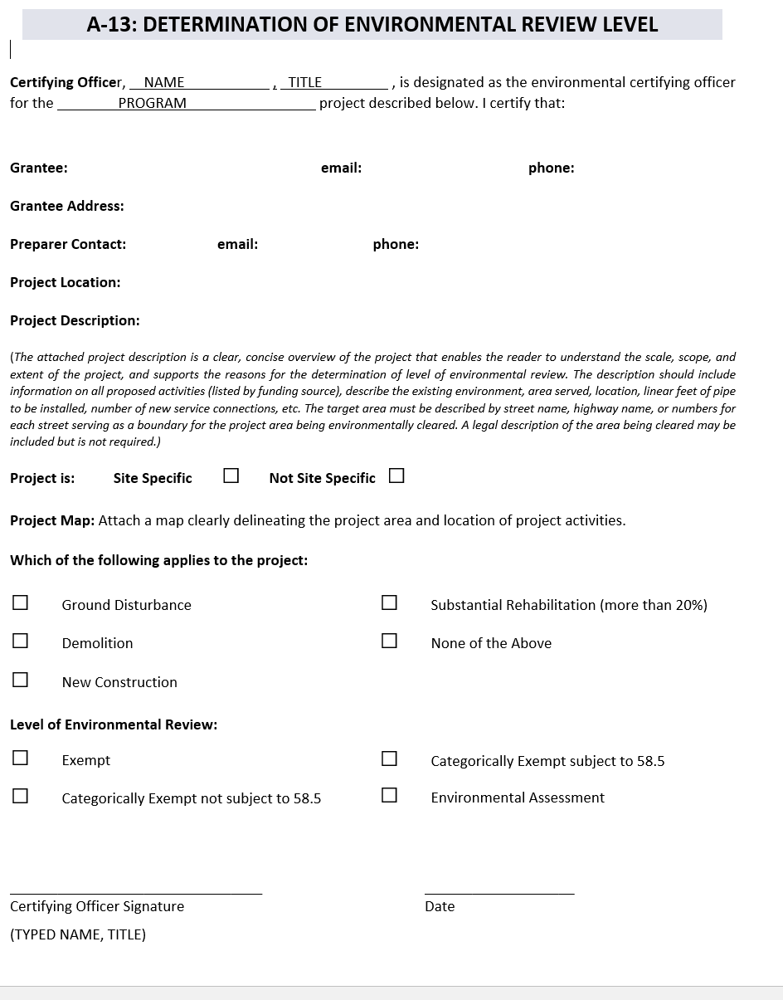 A-13: DETERMINATION OF ENVIRONMENTAL REVIEW LEVEL
Certifying Officer, NAME , TITLE , is designated as the environmental certifying officer
for the PROGRAM project described below. I certify that:
Grantee: email: phone:
Grantee Address:
Preparer Contact: email: phone:
Project Location:
Project Description:
(The attached project description is a clear, concise overview of the project that enables the reader to understand the scale, scope, and
extent of the project, and supports the reasons for the determination of level of environmental review. The description should include
information on all proposed activities (listed by funding source), describe the existing environment, area served, location, linear feet of pipe
to be installed, number of new service connections, etc. The target area must be described by street name, highway name, or numbers for
each street serving as a boundary for the project area being environmentally cleared. A legal description of the area being cleared may be
included but is not required.)
Project is: Site Specific ☐ Not Site Specific ☐
Project Map: Attach a map clearly delineating the project area and location of project activities.
Which of the following applies to the project:
☐ Ground Disturbance ☐ Substantial Rehabilitation (more than 20%)
☐ Demolition ☐ None of the Above
☐ New Construction
Level of Environmental Review:
☐ Exempt ☐ Categorically Exempt subject to 58.5
☐ Categorically Exempt not subject to 58.5 ☐ Environmental Assessment
Certifying Officer Signature Date
(TYPED NAME, TITLE)